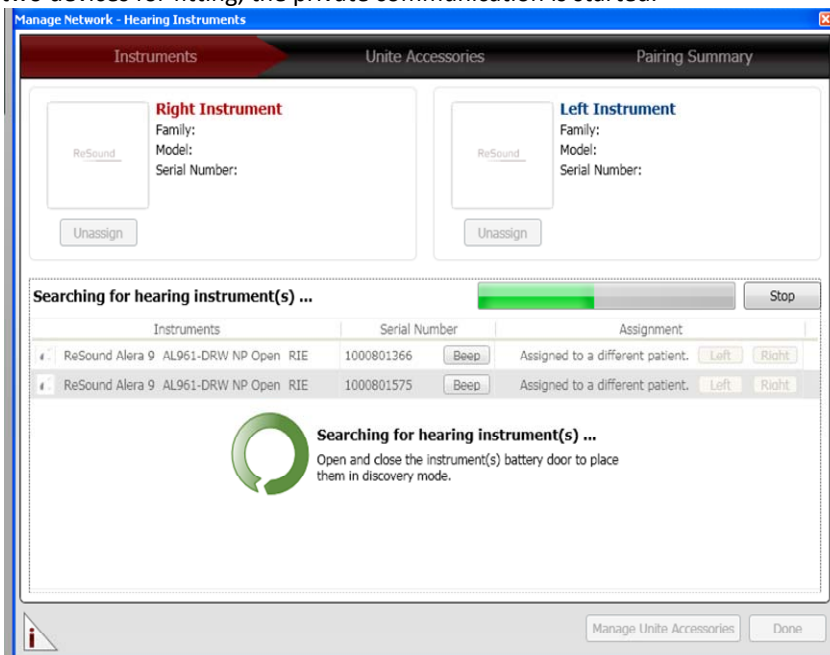 two devices for fitting, the private communication is started.
Manage Network - Hearing Instruments
Instruments
Unite Accessories
Pairing Summary
ReSound
Right Instrument
Family:
Model:
Serial Number:
Unassign
ReSound
Left Instrument
Family:
Model:
Serial Number:
Unassign
Searching for hearing instrument(s) ...
Stop
Instruments Serial Number Assignment
ReSound Alera 9 AL961-DRW NP Open RIE 1000801366 Beep Assigned to a different patient. Left Right
ReSound Alera 9 AL961-DRW NP Open RIE 1000801575 Beep Assigned to a different patient. Left Right
Searching for hearing instrument(s) ...
Open and close the instrument(s) battery door to place
them in discovery mode.
i
Manage Unite Accessories
Done